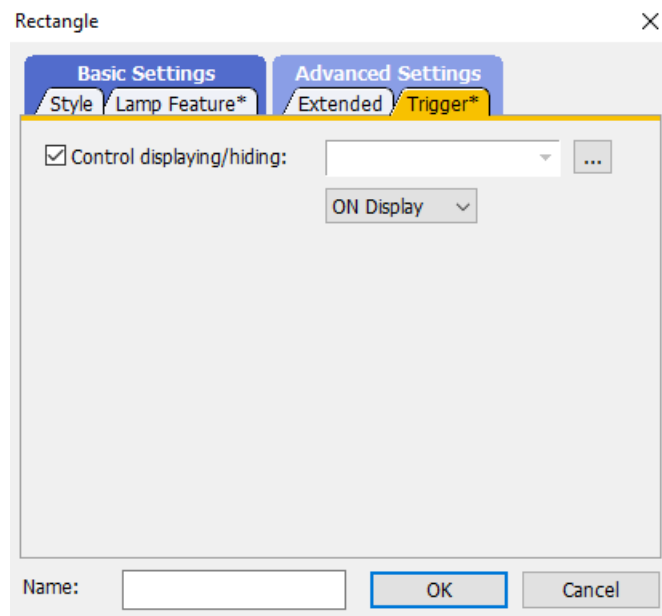 Rectangle
Basic Settings Advanced Settings
Style Lamp Feature* Extended Trigger*
Control displaying/hiding: ...
ON Display
Name: OK Cancel